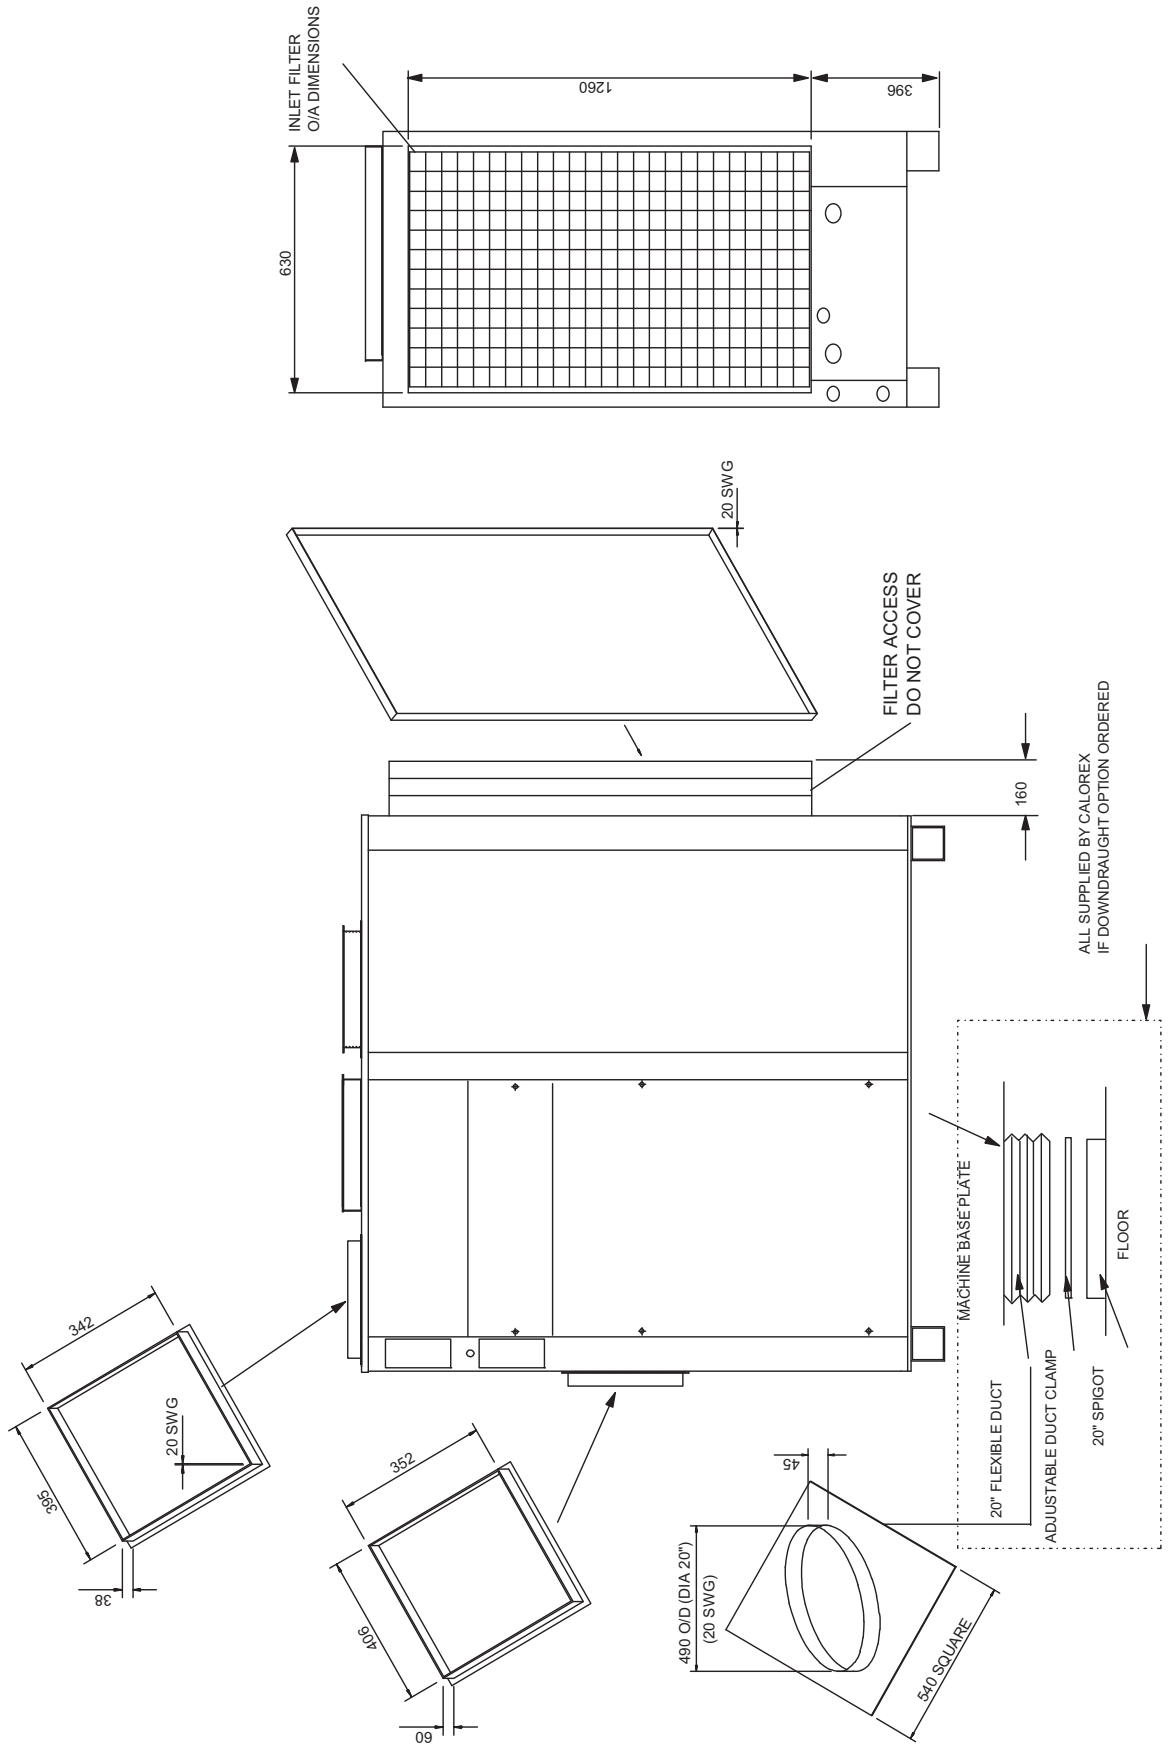 INLET FILTER
O/A DIMENSIONS
630
1260
396
20 SWG
FILTER ACCESS
DO NOT COVER
160
ALL SUPPLIED BY CALOREX
IF DOWNDRAUGHT OPTION ORDERED
342
395
20 SWG
38
352
406
60
MACHINE BASE PLATE
FLOOR
20" FLEXIBLE DUCT
ADJUSTABLE DUCT CLAMP
20" SPIGOT
45
490 O/D (DIA 20")
(20 SWG)
540 SQUARE